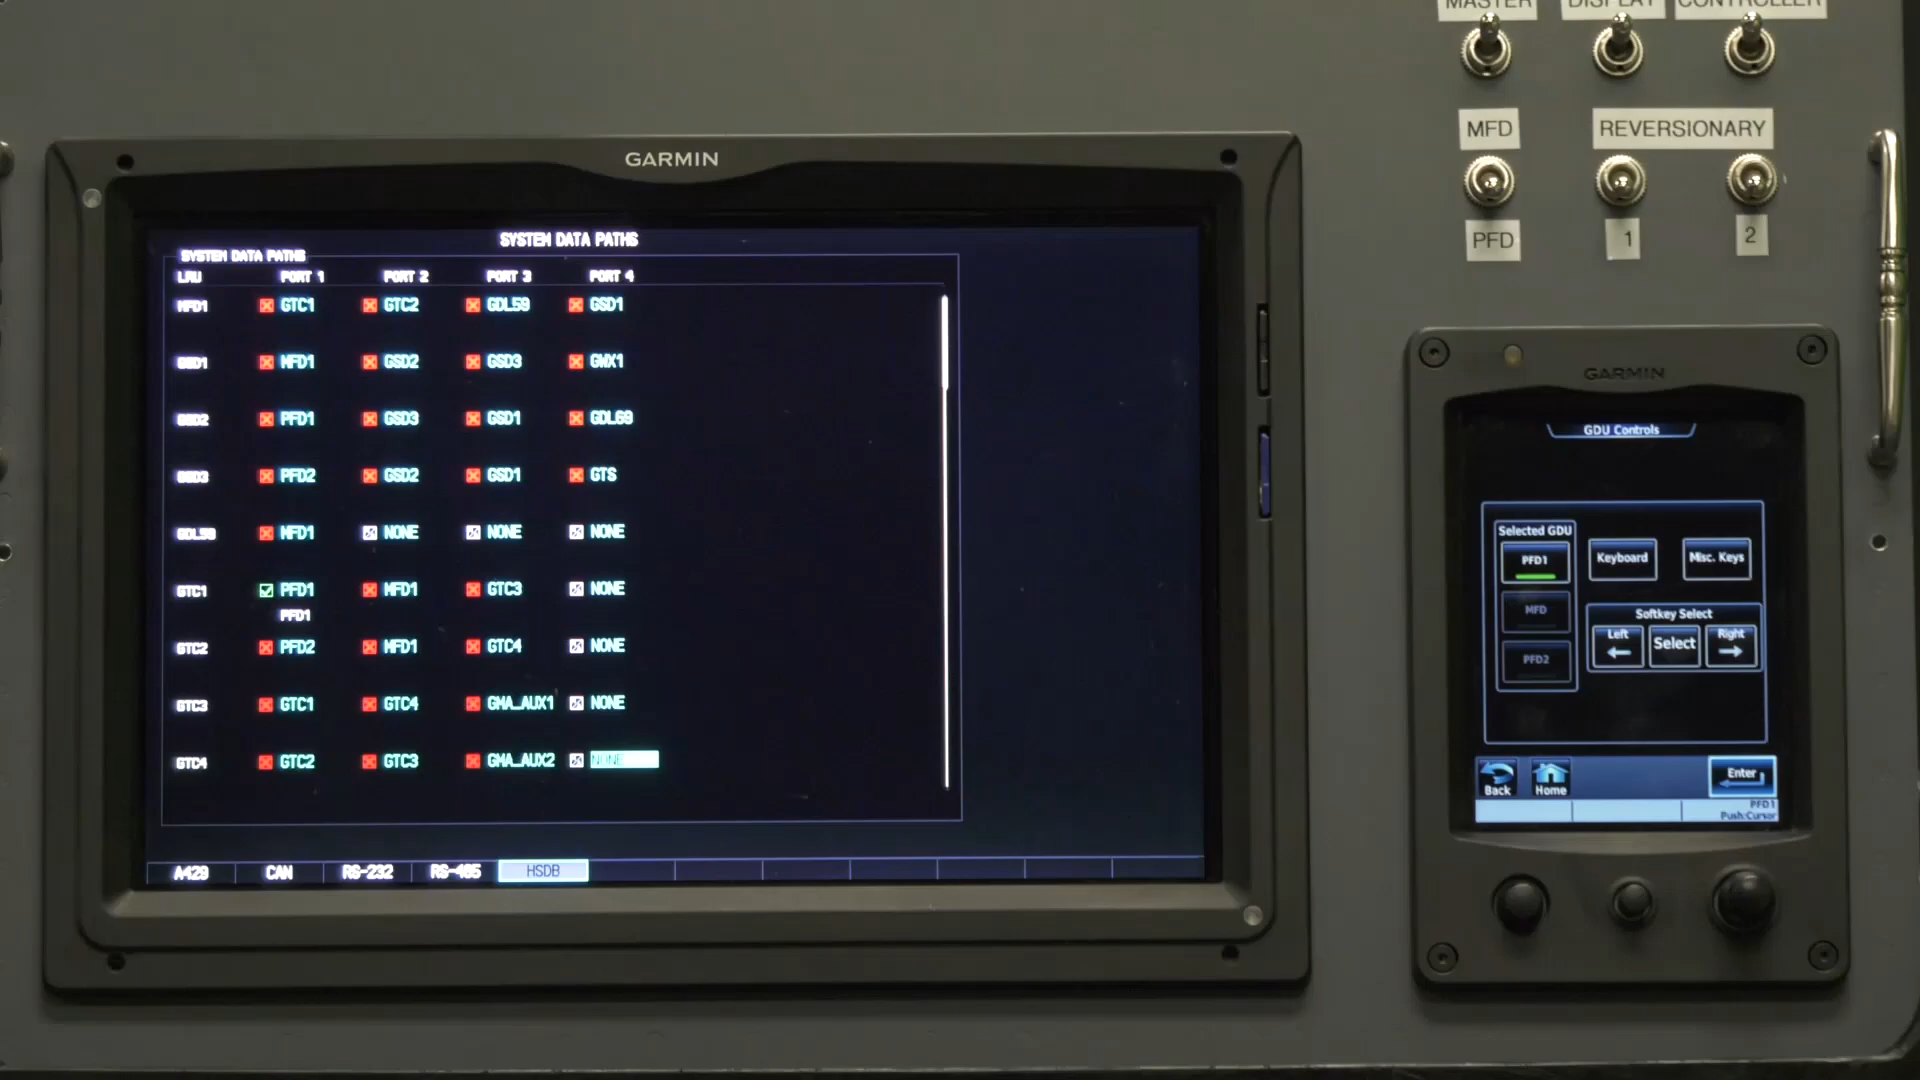 MASTER
DISPLAY
CONTROLLER
MFD
REVERSIONARY
PFD
1
2
GARMIN
SYSTEM DATA PATHS
SYSTEM DATA PATHS
LRU PORT 1 PORT 2 PORT 3 PORT 4
MFD1 GTC1 GTC2 GDL59 GSD1
GSD1 MFD1 GSD2 GSD3 GWX1
GSD2 PFD1 GSD3 GSD1 GDL69
GSD3 PFD2 GSD2 GSD1 GTS
GDL59 MFD1 NONE NONE NONE
GTC1 PFD1 MFD1 GTC3 NONE
PFD1
GTC2 PFD2 MFD1 GTC4 NONE
GTC3 GTC1 GTC4 GMA_AUX1 NONE
GTC4 GTC2 GTC3 GMA_AUX2 NONE
A429 CAN RS-232 RS-485 HSDB
GARMIN
GDU Controls
Selected GDU
PFD1
Keyboard
Misc. Keys
MFD
Softkey Select
Left
Select
Right
PFD2
Back
Home
Enter
PFD1
Push:Cursor